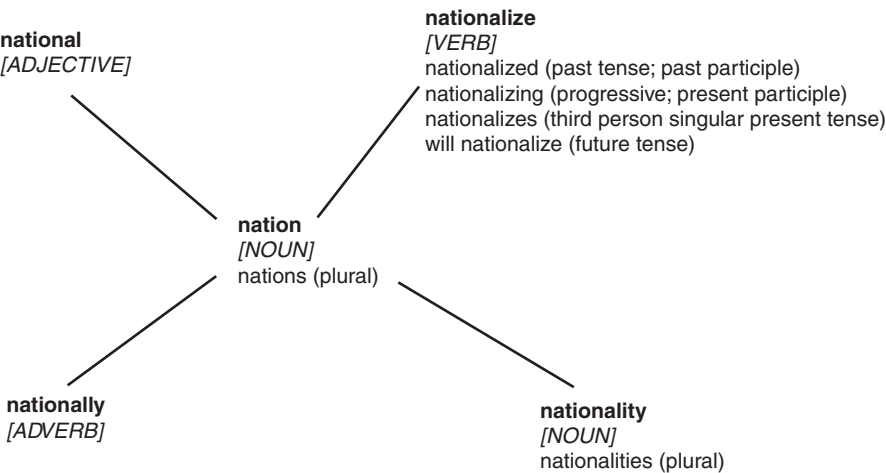 national
[ADJECTIVE]
nationalize
[VERB]
nationalized (past tense; past participle)
nationalizing (progressive; present participle)
nationalizes (third person singular present tense)
will nationalize (future tense)
nation
[NOUN]
nations (plural)
nationally
[ADVERB]
nationality
[NOUN]
nationalities (plural)